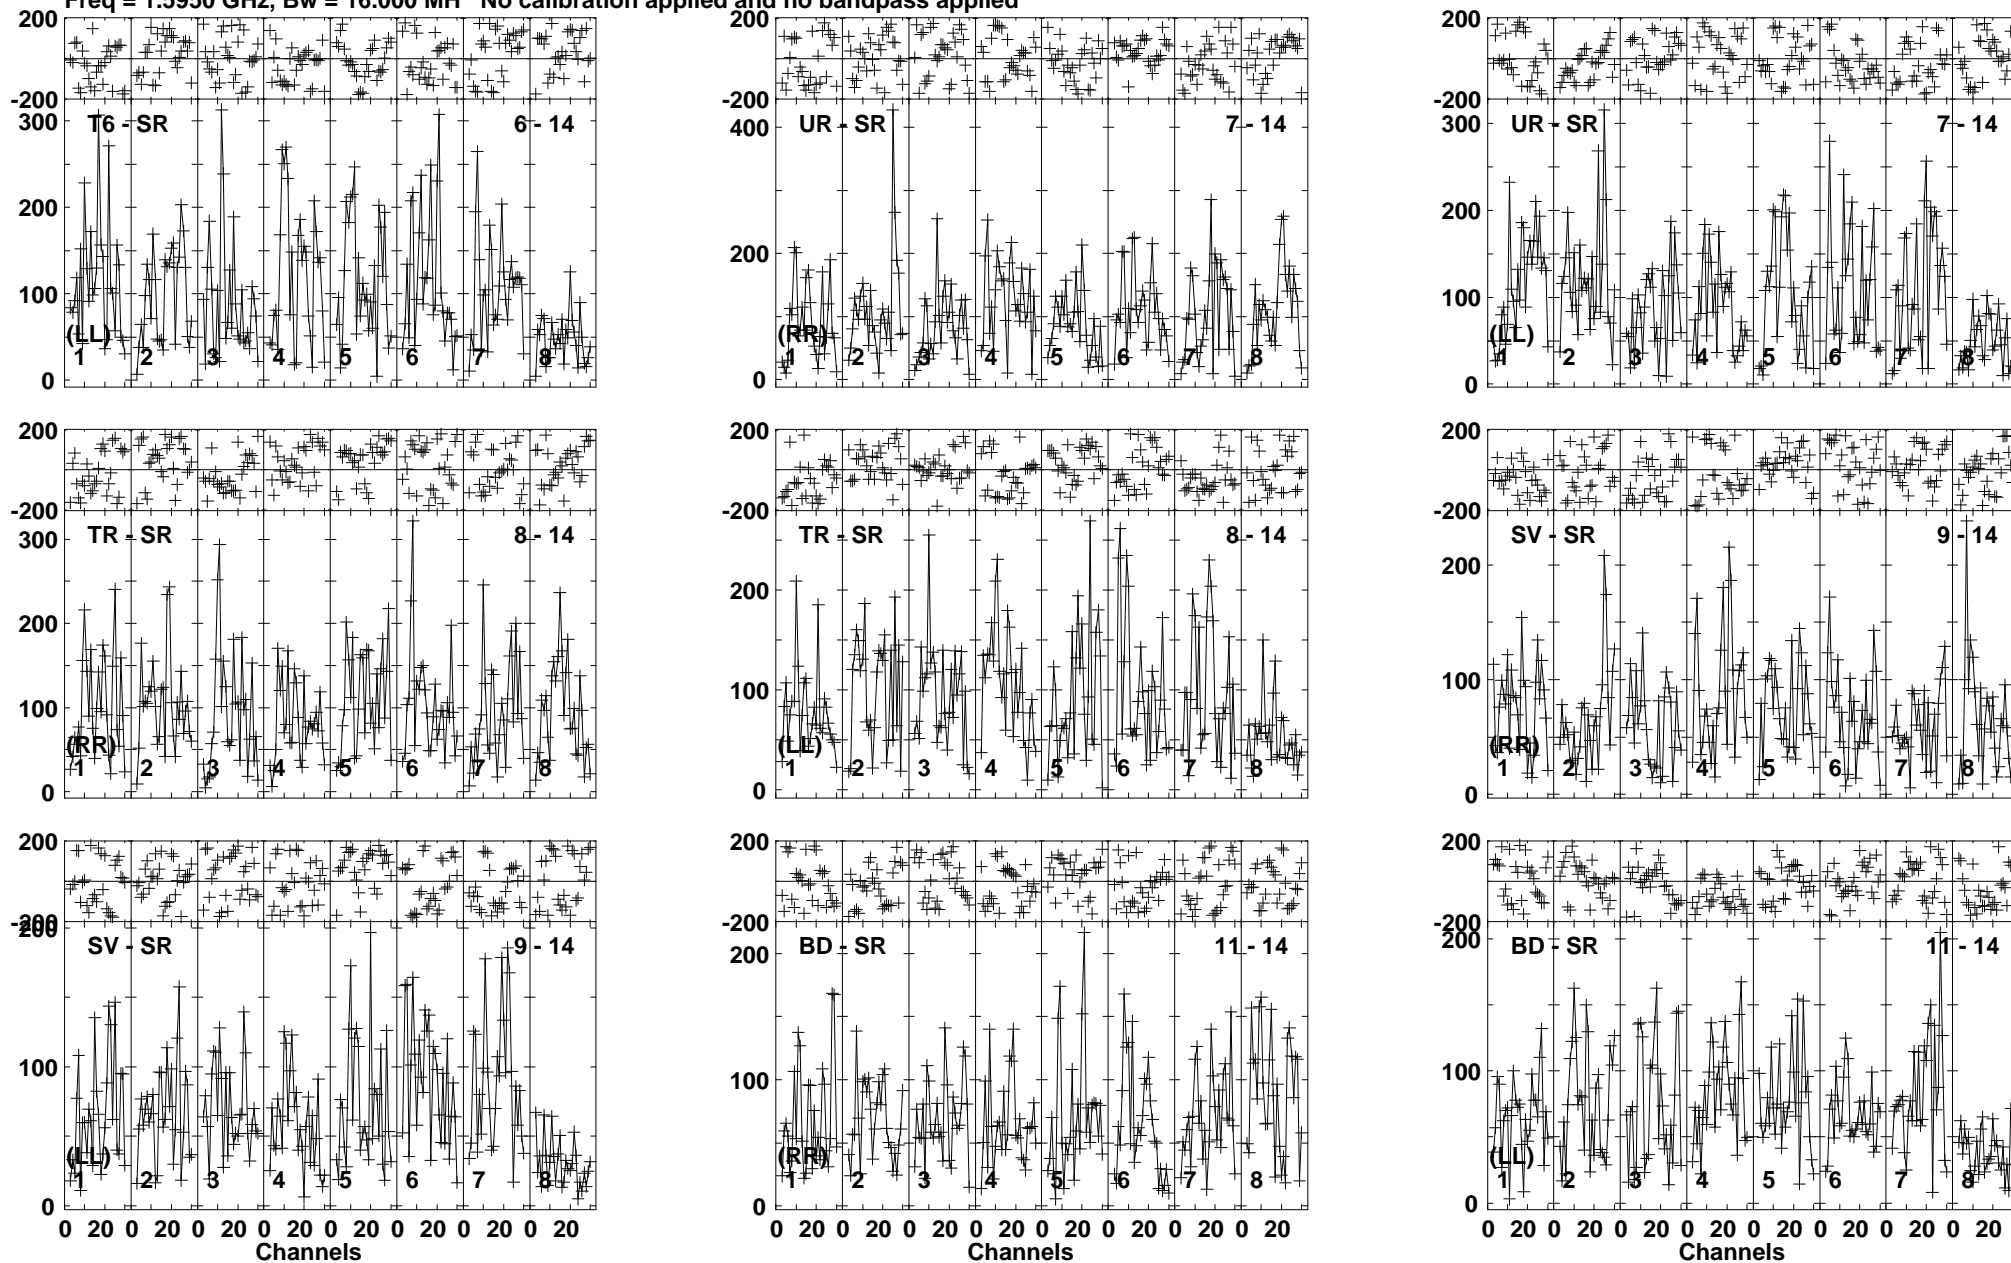 Freq = 1.5950 GHz, Bw = 16.000 MH No calibration applied and no bandpass applied
200 200 200
-200 -200 -200
T6 - SR 6 - 14 UR - SR 7 - 14 UR - SR 7 - 14
300 400 300
200 200 200
100 100
(LL) (RR) (LL)
1 2 3 4 5 6 7 8 1 2 3 4 5 6 7 8 1 2 3 4 5 6 7 8
0 0 0
200 200 200
-200 -200 -200
TR - SR 8 - 14 TR - SR 8 - 14 SV - SR 9 - 14
300 200 200
200 100 100
100
(RR) (LL) (RR)
1 2 3 4 5 6 7 8 1 2 3 4 5 6 7 8 1 2 3 4 5 6 7 8
0 0 0
200 200 200
-200 -200 -200
200 200 200
SV - SR 9 - 14 BD - SR 11 - 14 BD - SR 11 - 14
100 100 100
(LL) (RR) (LL)
1 2 3 4 5 6 7 8 1 2 3 4 5 6 7 8 1 2 3 4 5 6 7 8
0 0 0
0 20 0 20 0 20 0 20 0 20 0 20 0 20 0 20 0 20 0 20 0 20 0 20 0 20 0 20 0 20 0 20 0 20 0 20 0 20 0 20 0 20 0 20 0 20 0 20
Channels Channels Channels